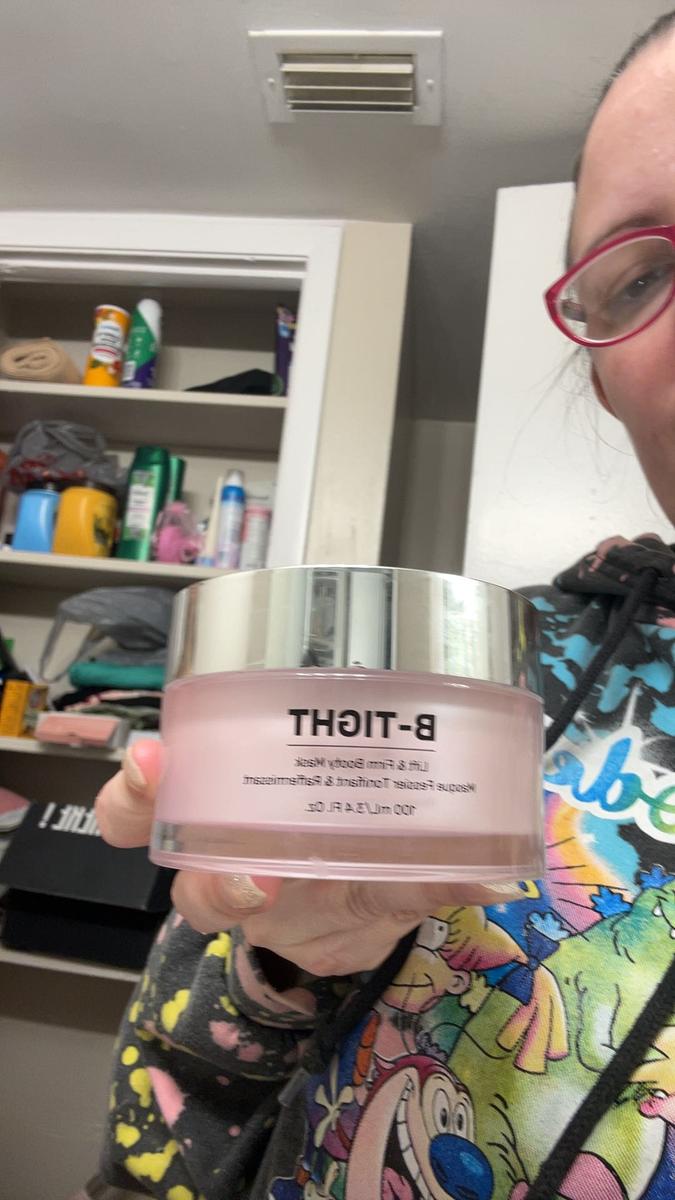 B-TIGHT
Lift & Firm Booty Mask
Masque Fessier Tonifiant & Raffermissant
100 mL/3.4 Fl. Oz.